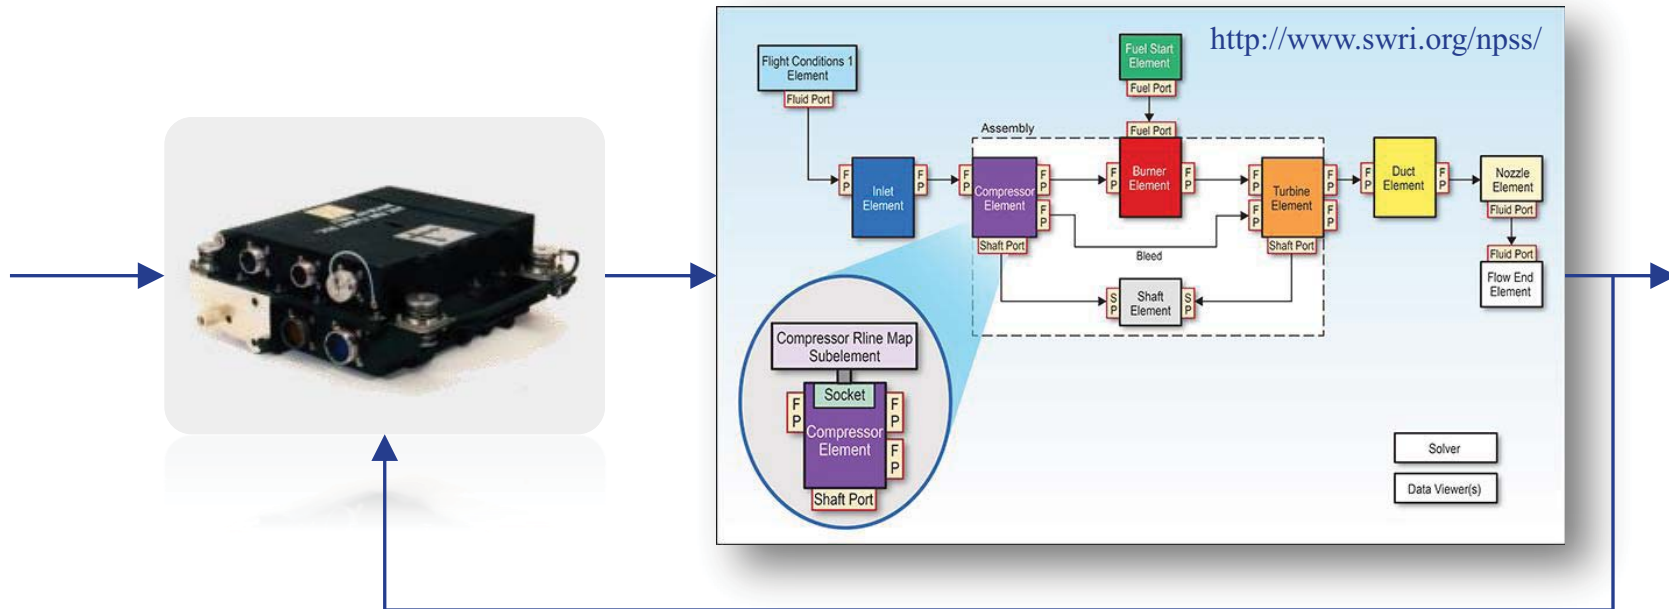 http://www.swri.org/npss/
Flight Conditions 1
Element
Fluid Port
Fuel Start
Element
Fuel Port
Assembly
Fuel Port
F
P
Inlet
Element
F
P
F
P
Compressor
Element
F
P
F
P
Shaft Port
F
P
Burner
Element
F
P
Bleed
F
P
F
P
Turbine
Element
F
P
F
P
Shaft Port
F
P
Duct
Element
F
P
Nozzle
Element
Fluid Port
Fluid Port
Flow End
Element
S
P
Shaft
Element
S
P
Compressor Rline Map
Subelement
Socket
F
P
Compressor
Element
F
P
F
P
Shaft Port
Solver
Data Viewer(s)